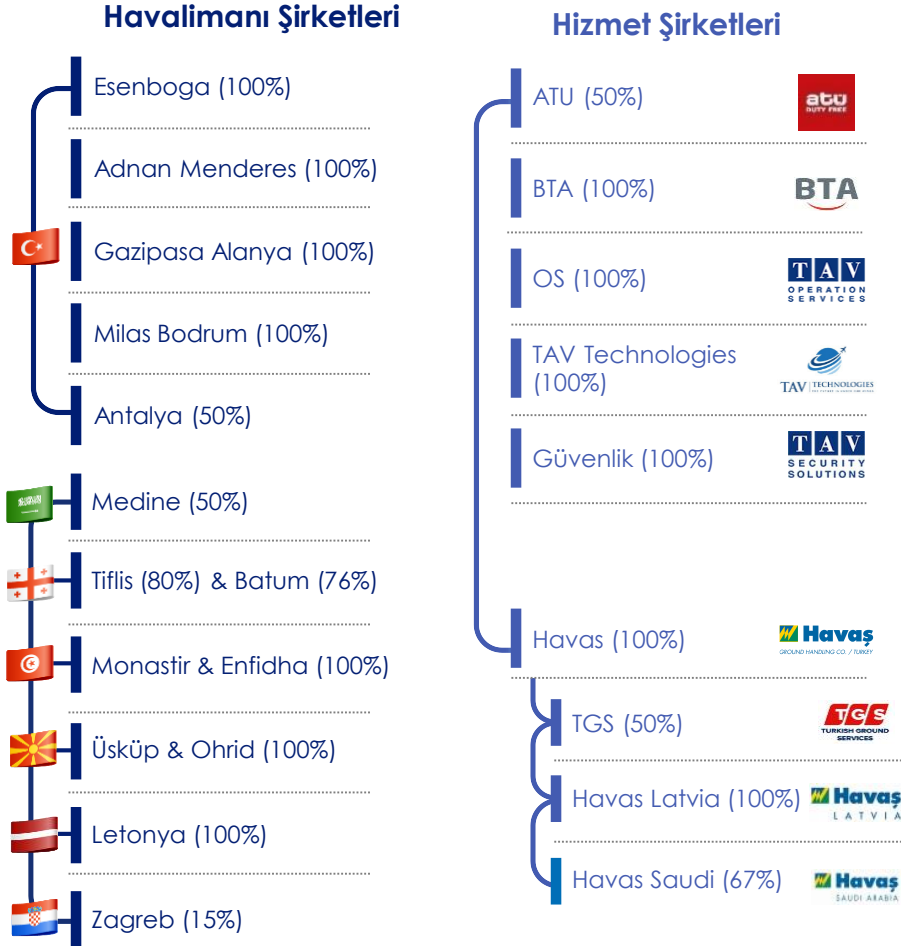 Havalimanı Şirketleri
Esenboga (100%)
Adnan Menderes (100%)
Gazipasa Alanya (100%)
Milas Bodrum (100%)
Antalya (50%)
Medine (50%)
Tiflis (80%) & Batum (76%)
Monastir & Enfidha (100%)
Üsküp & Ohrid (100%)
Letonya (100%)
Zagreb (15%)
Hizmet Şirketleri
ATU (50%)
atü
DUTY FREE
BTA (100%)
BTA
OS (100%)
TAV
OPERATION
SERVICES
TAV Technologies
(100%)
TAV TECHNOLOGIES
Güvenlik (100%)
TAV
SECURITY
SOLUTIONS
Havas (100%)
Havaş
GROUND HANDLING CO. / TURKEY
TGS (50%)
TGS
TURKISH GROUND
SERVICES
Havas Latvia (100%)
Havaş
LATVIA
Havas Saudi (67%)
Havaş
SAUDI ARABIA